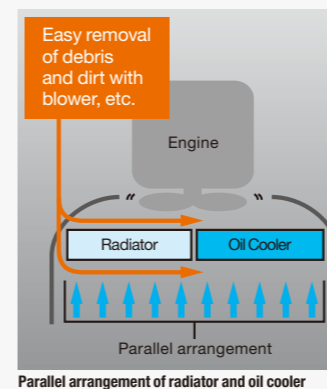 Easy removal
of debris
and dirt with
blower, etc.
Engine
Radiator
Oil Cooler
Parallel arrangement
Parallel arrangement of radiator and oil cooler